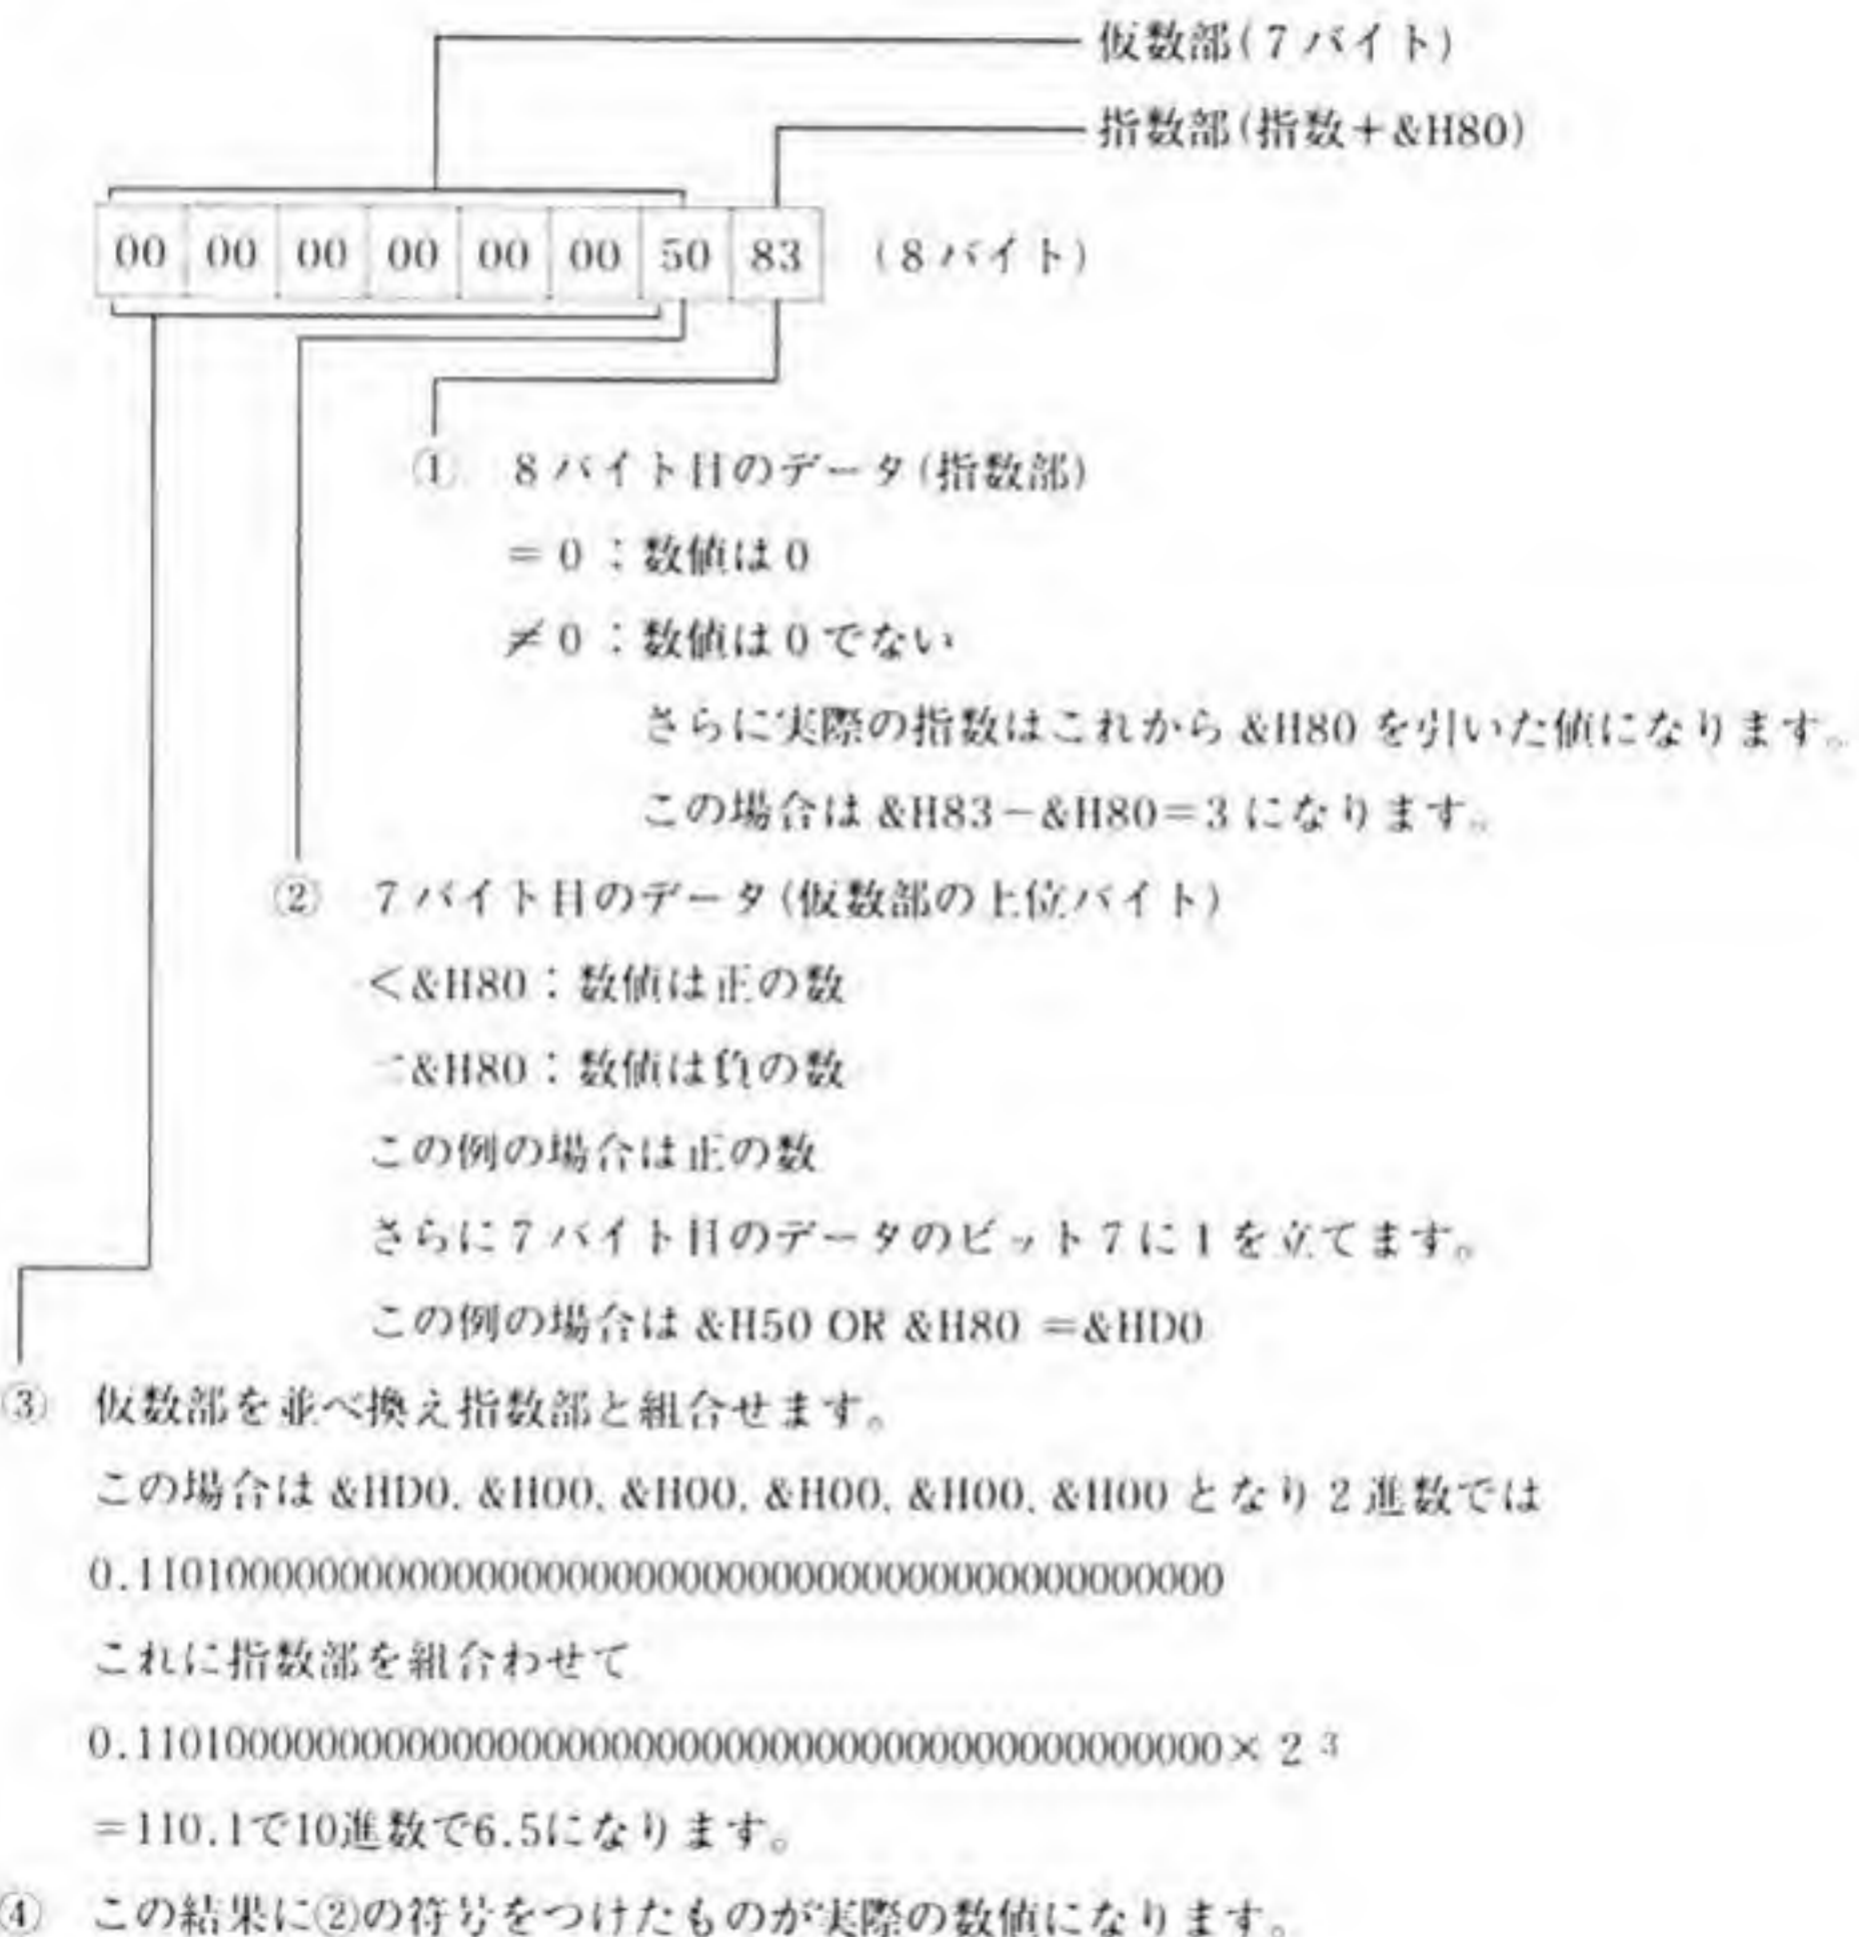 仮数部(7バイト)
指数部(指数+&H80)
00 00 00 00 00 00 50 83 (8バイト)
① 8バイト目のデータ(指数部)
=0:数値は0
≠0:数値は0でない
さらに実際の指数はこれから&H80を引いた値になります。
この場合は&H83-&H80=3になります。
② 7バイト目のデータ(仮数部の上位バイト)
<&H80:数値は正の数
&H80:数値は負の数
この例の場合は正の数
さらに7バイト目のデータのビット7に1を立てます。
この例の場合は&H50 OR &H80 =&HD0
③ 仮数部を並べ換え指数部と組合せます。
この場合は&HD0, &H00, &H00, &H00, &H00, &H00となり2進数では
0.11010000000000000000000000000000000000000000000000
これに指数部を組合わせて
0.11010000000000000000000000000000000000000000000000×2³
=110.1で10進数で6.5になります。
④ この結果に②の符号をつけたものが実際の数値になります。